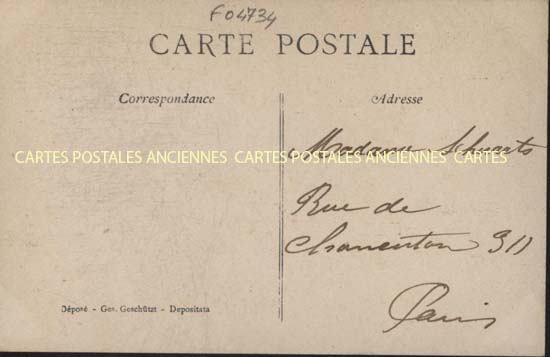 F04734
CARTE POSTALE
Correspondance
Adresse
Madame Schwarts
CARTES POSTALES ANCIENNES CARTES POSTALES ANCIENNES CARTES
Rue de
Charenton 311
Paris
Déposé - Ges. Geschützt - Depositata